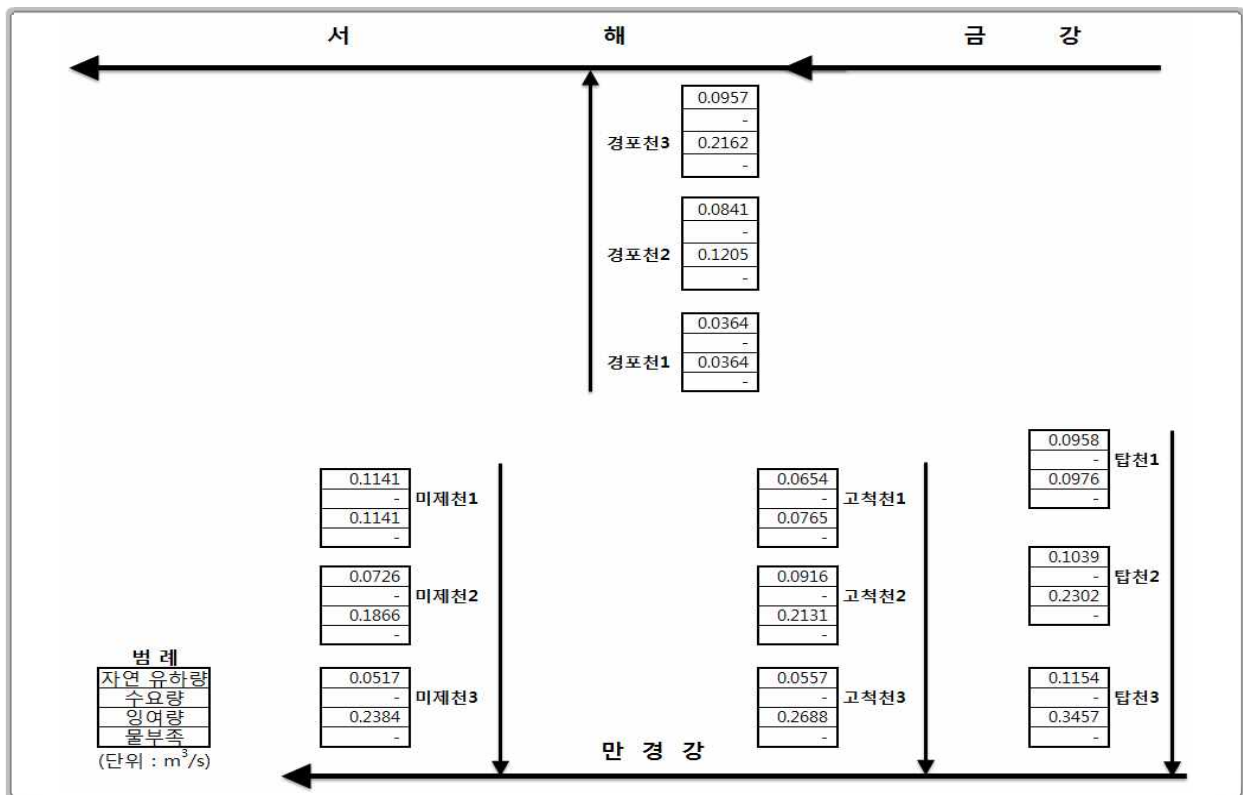 서 해 금 강
0.0957
-
경포천3 0.2162
-
0.0841
-
경포천2 0.1205
-
0.0364
-
경포천1 0.0364
-
0.0958
- 탑천1
0.0976
-
0.1141
- 미제천1
0.1141
-
0.0654
- 고척천1
0.0765
-
0.1039
- 탑천2
0.2302
-
0.0726
- 미제천2
0.1866
-
0.0916
- 고척천2
0.2131
-
범 례
자연 유하량
수요량
잉여량
물부족
(단위 : m³/s)
0.0517
- 미제천3
0.2384
-
0.0557
- 고척천3
0.2688
-
0.1154
- 탑천3
0.3457
-
만 경 강